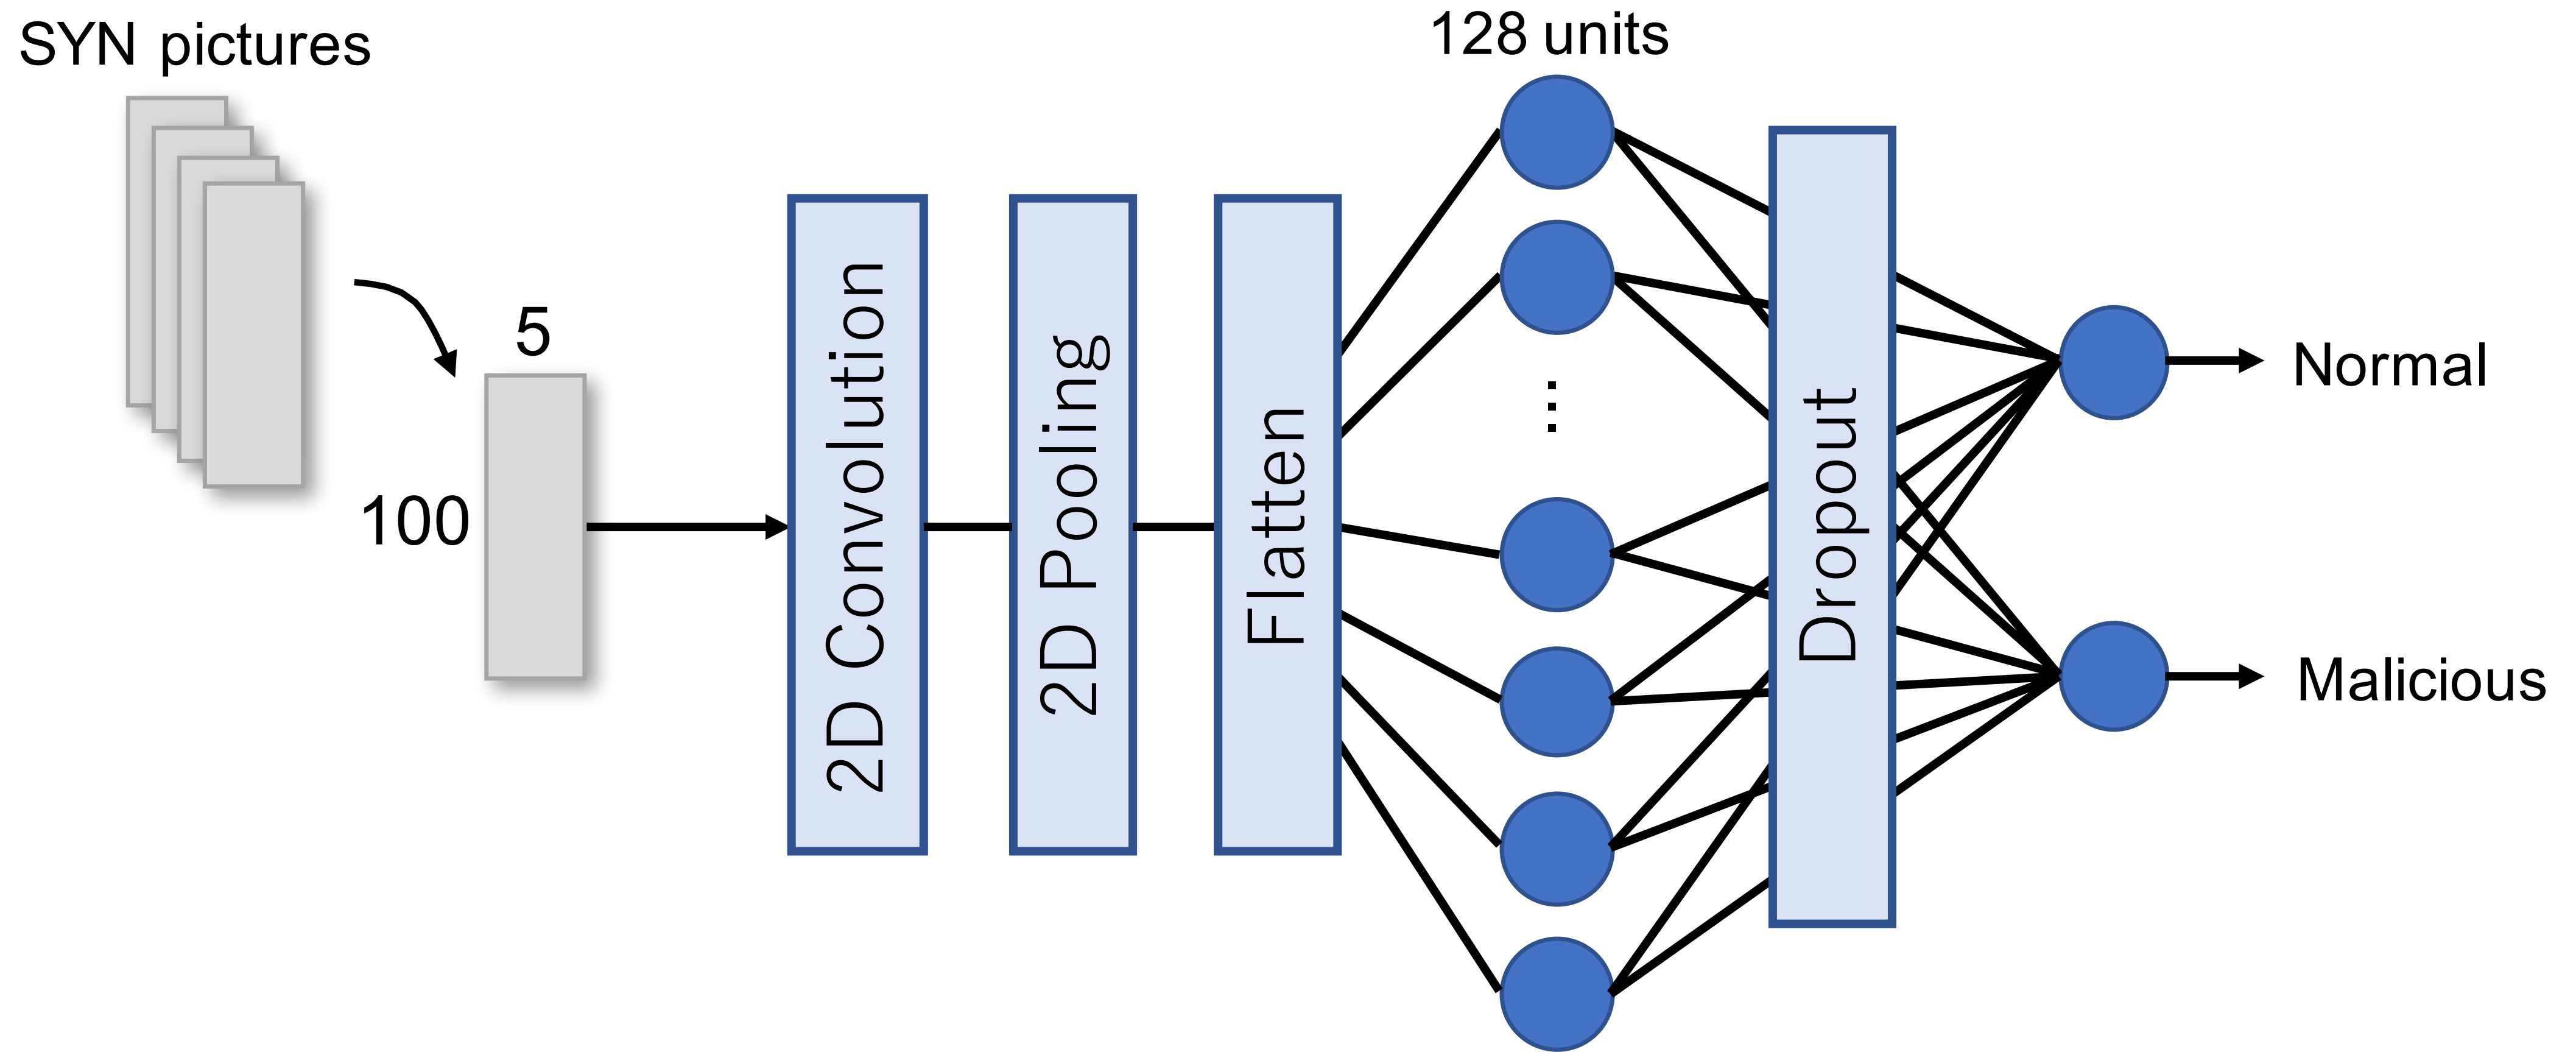 SYN pictures
5
100
2D Convolution
2D Pooling
Flatten
128 units
...
Dropout
Normal
Malicious